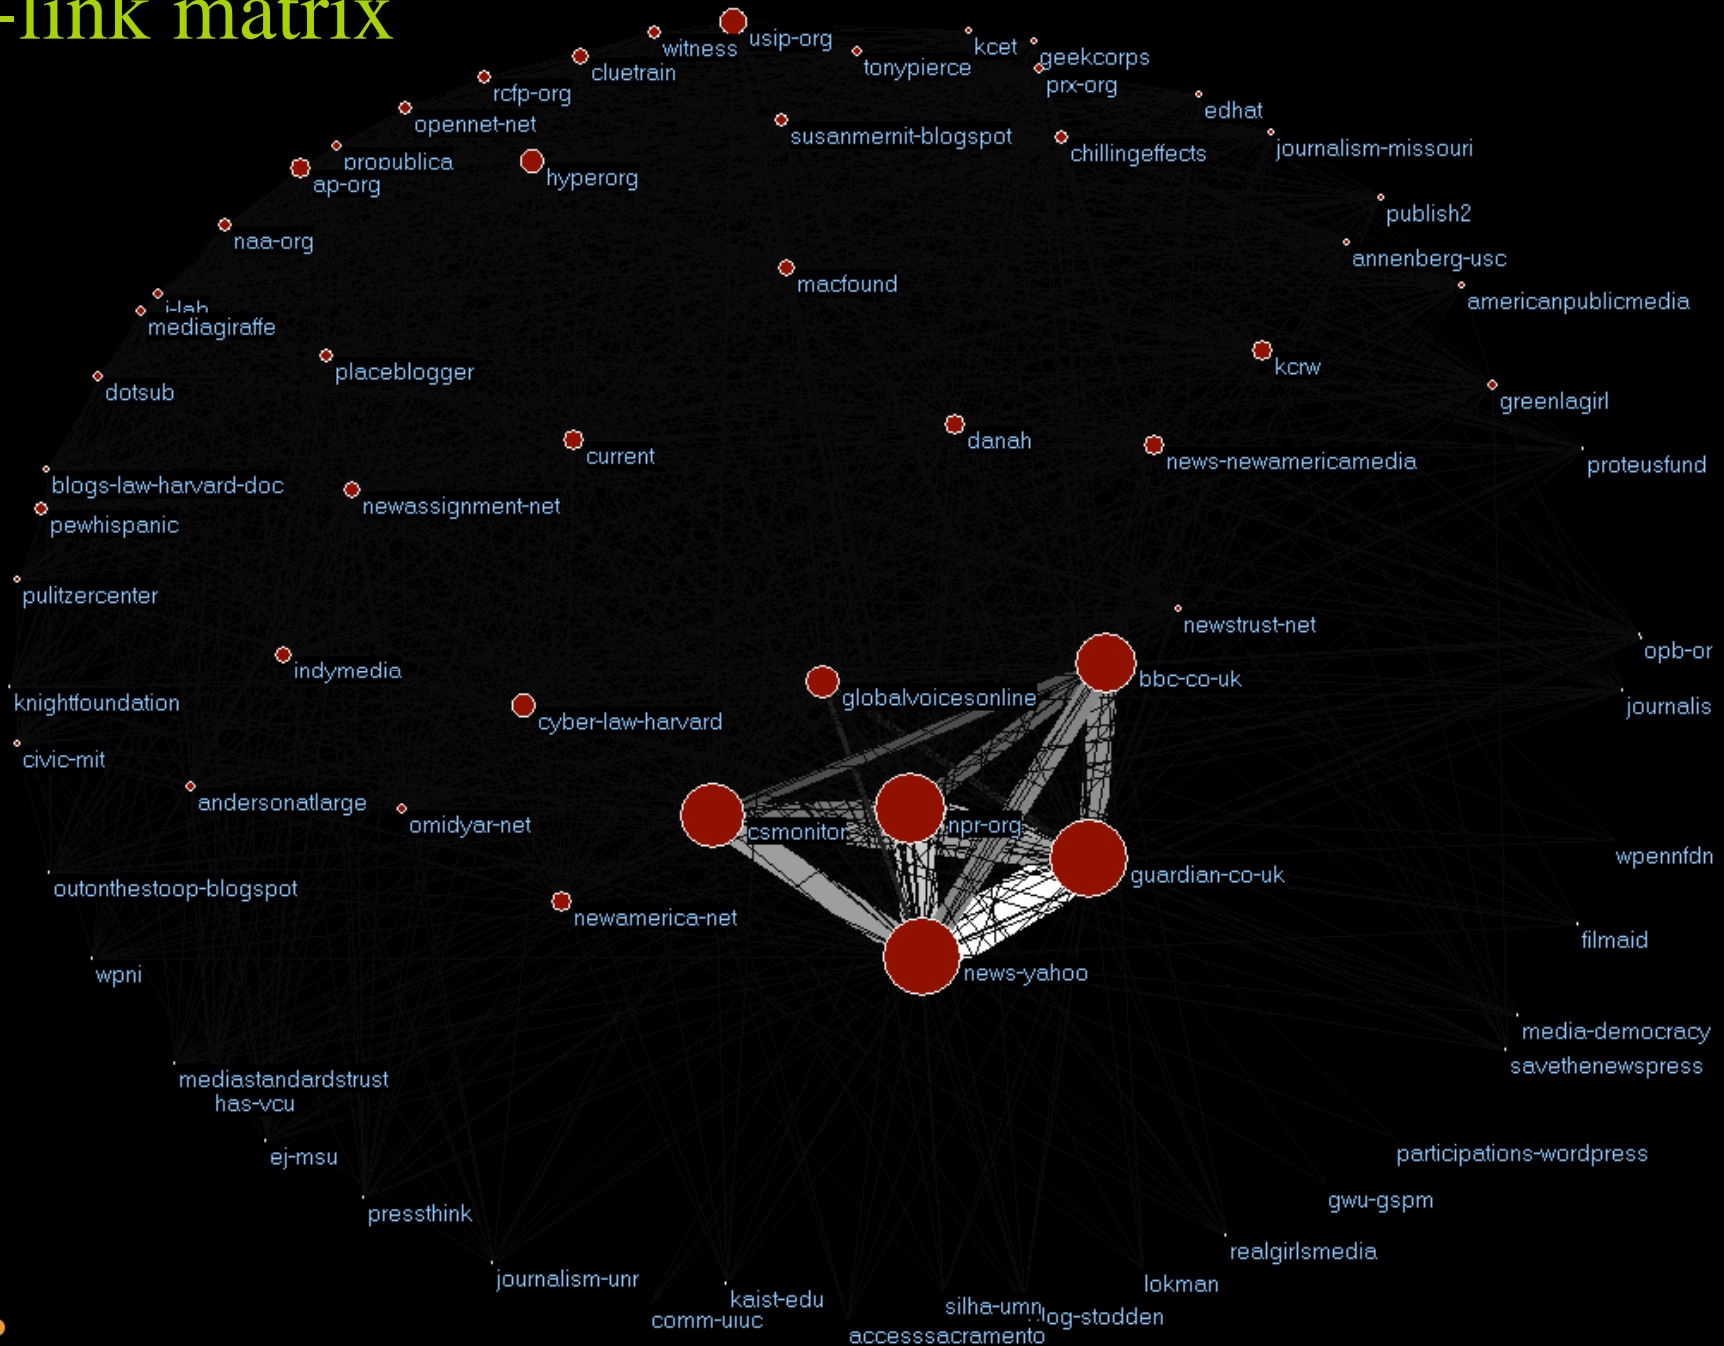 -link matrix
usip-org
witness
kcet
geekcorps
tonypierce
cluetrain
prx-org
rcfp-org
edhat
opennet-net
susanmernit-blogspot
journalism-missouri
chillingeffects
propublica
hyperorg
ap-org
publish2
naa-org
annenberg-usc
macfound
americanpublicmedia
i-lab
mediagiraffe
placeblogger
kcrw
dotsub
greenlagirl
danah
current
news-newamericamedia
proteusfund
blogs-law-harvard-doc
newassignment-net
pewhispanic
pulitzercenter
newstrust-net
opb-or
indymedia
bbc-co-uk
globalvoicesonline
knightfoundation
journalis
cyber-law-harvard
civic-mit
andersonatlarge
omidyar-net
csmonitor
npr-org
wpennfdn
guardian-co-uk
outonthestoop-blogspot
newamerica-net
filmaid
wpni
news-yahoo
media-democracy
savethenewspress
mediastandardstrust
has-vcu
ej-msu
participations-wordpress
gwu-gspm
pressthink
realgirlsmedia
journalism-unr
lokman
kaist-edu
silha-umn
log-stodden
comm-uiuc
accesssacramento